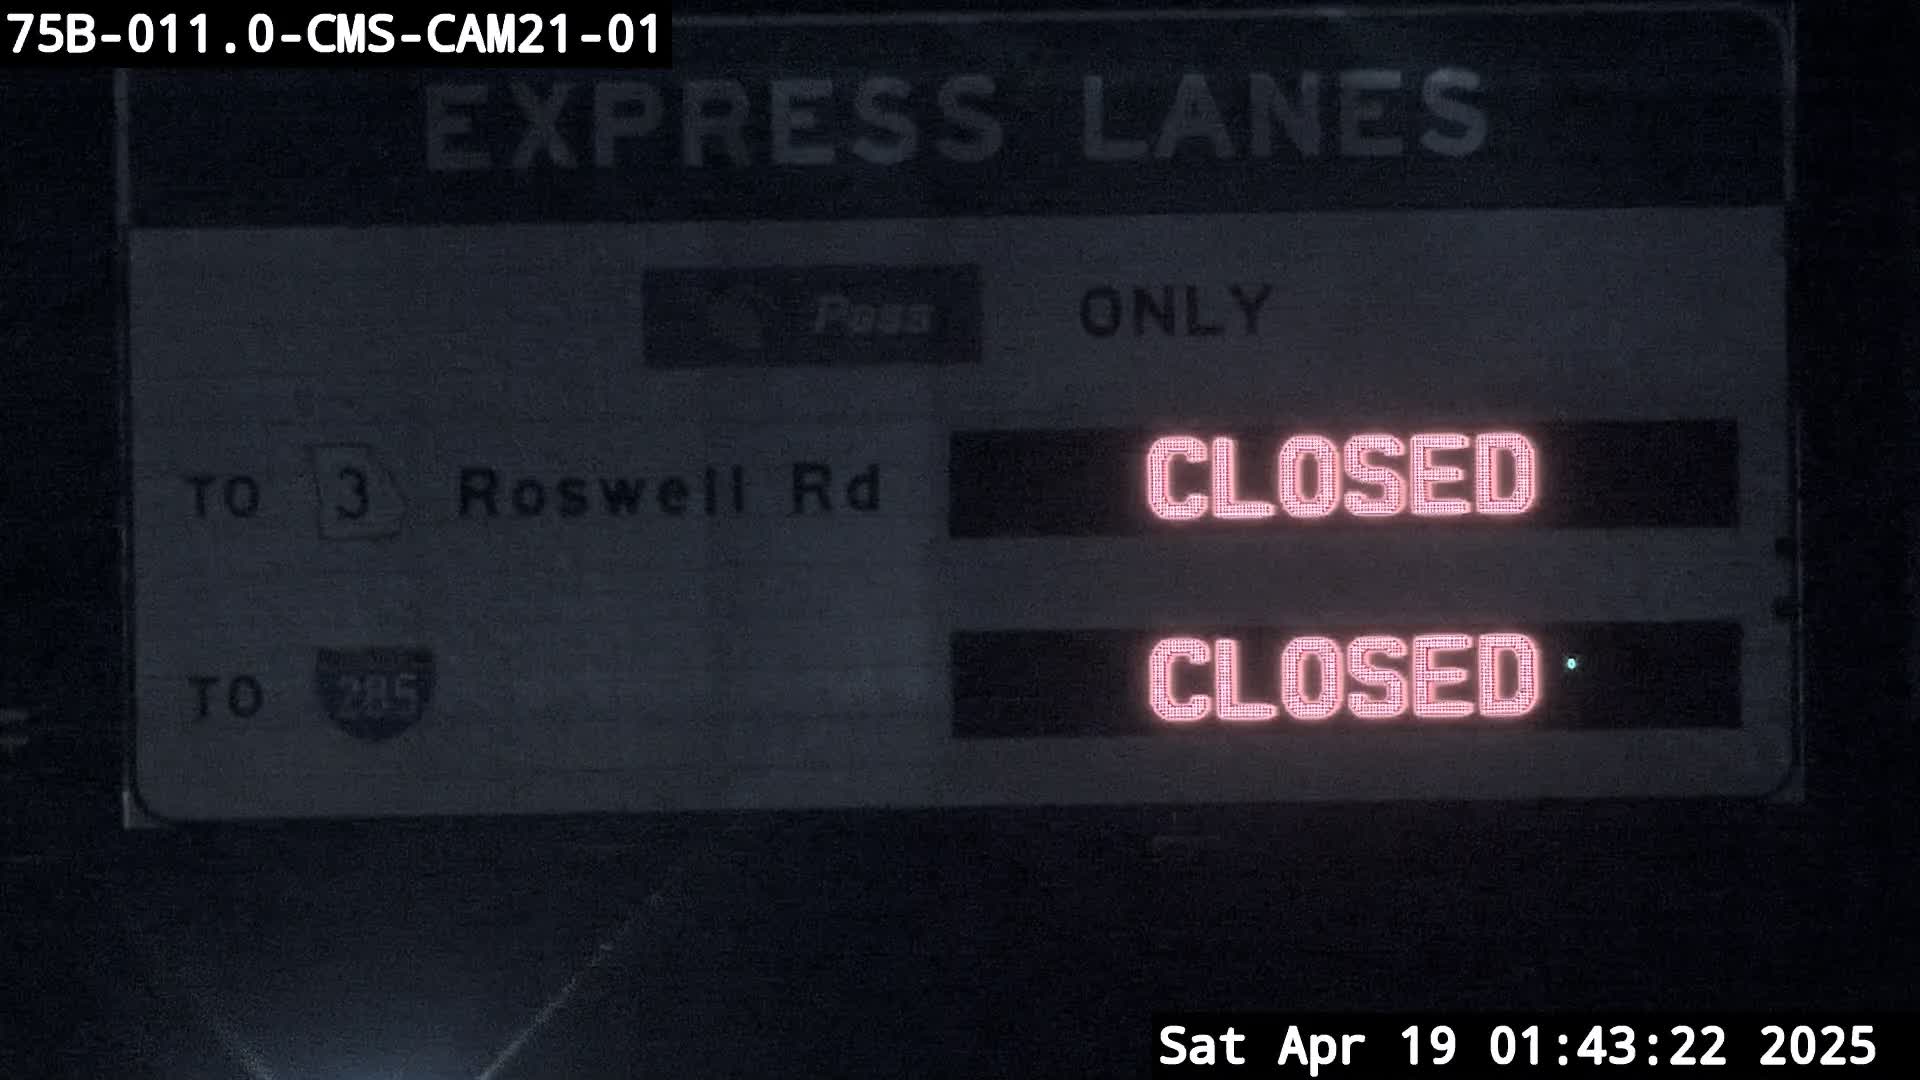 75B-011.0-CMS-CAM21-01
EXPRESS LANES
Pass ONLY
TO 3 Roswell Rd CLOSED
TO 285 CLOSED
Sat Apr 19 01:43:22 2025